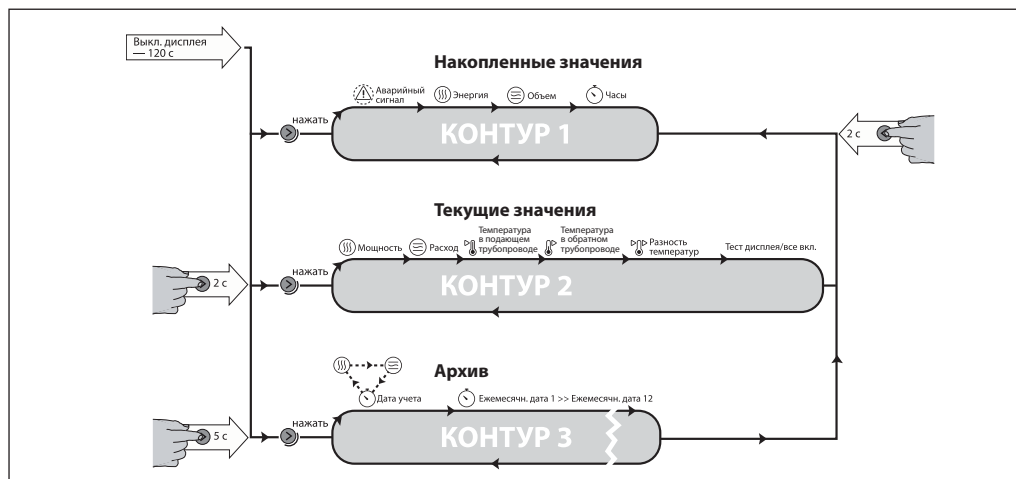 Выкл. дисплея
— 120 с
Накопленные значения
Аварийный
сигнал
Энергия
Объем
Часы
нажать
КОНТУР 1
2 с
Текущие значения
Мощность
Расход
Температура
в подающем
трубопроводе
Температура
в обратном
трубопроводе
Разность
температур
Тест дисплея/все вкл.
нажать
КОНТУР 2
2 с
Архив
Дата учета
Ежемесячн. дата 1 >> Ежемесячн. дата 12
нажать
КОНТУР 3
5 с